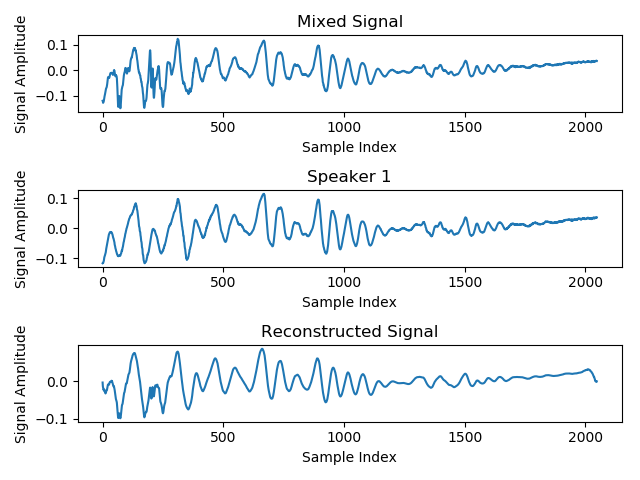 Mixed Signal
Signal Amplitude
0.1
0.0
−0.1
0 500 1000 1500 2000
Sample Index
Speaker 1
Signal Amplitude
0.1
0.0
−0.1
0 500 1000 1500 2000
Sample Index
Reconstructed Signal
Signal Amplitude
0.0
−0.1
0 500 1000 1500 2000
Sample Index